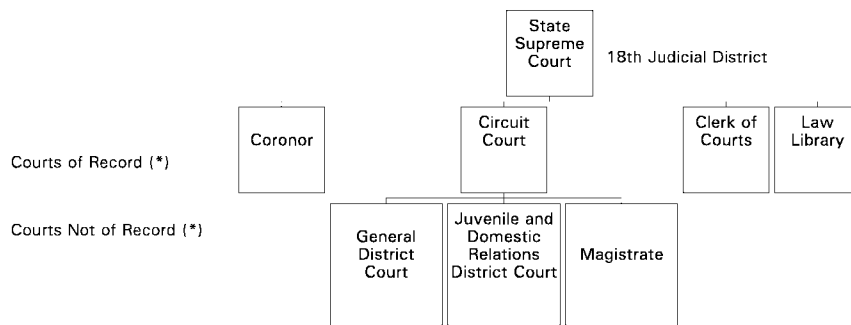 State
Supreme
Court
18th Judicial District
Coronor
Circuit
Court
Clerk of
Courts
Law
Library
Courts of Record (*)
Courts Not of Record (*)
General
District
Court
Juvenile and
Domestic
Relations
District Court
Magistrate